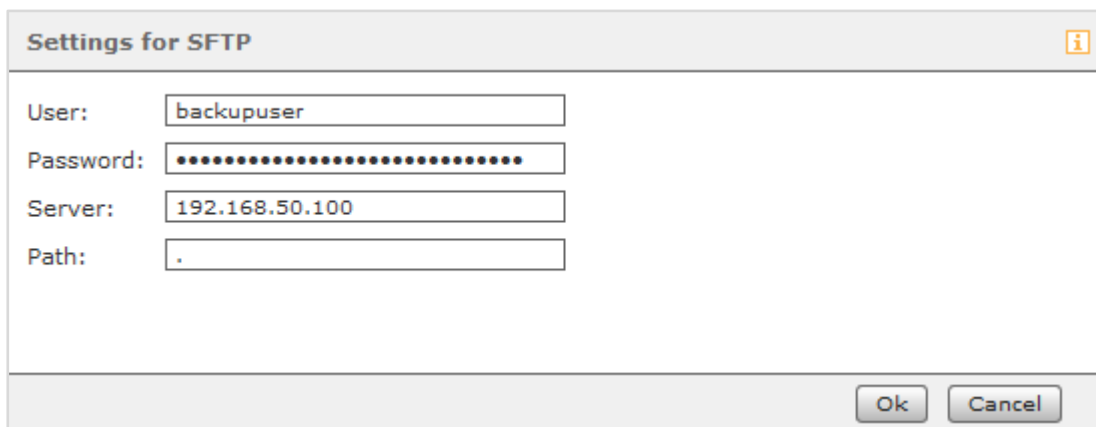 Settings for SFTP
User: backupuser
Password: •••••••••••••••••••••••••••••
Server: 192.168.50.100
Path: .
Ok Cancel